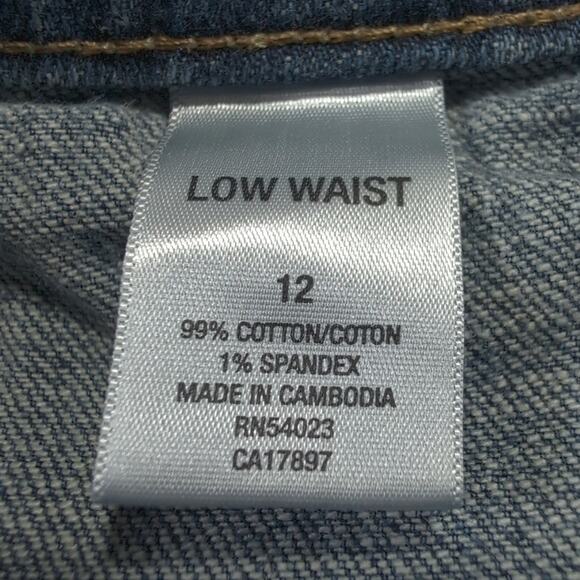 LOW WAIST
12
99% COTTON/COTON
1% SPANDEX
MADE IN CAMBODIA
RN54023
CA17897